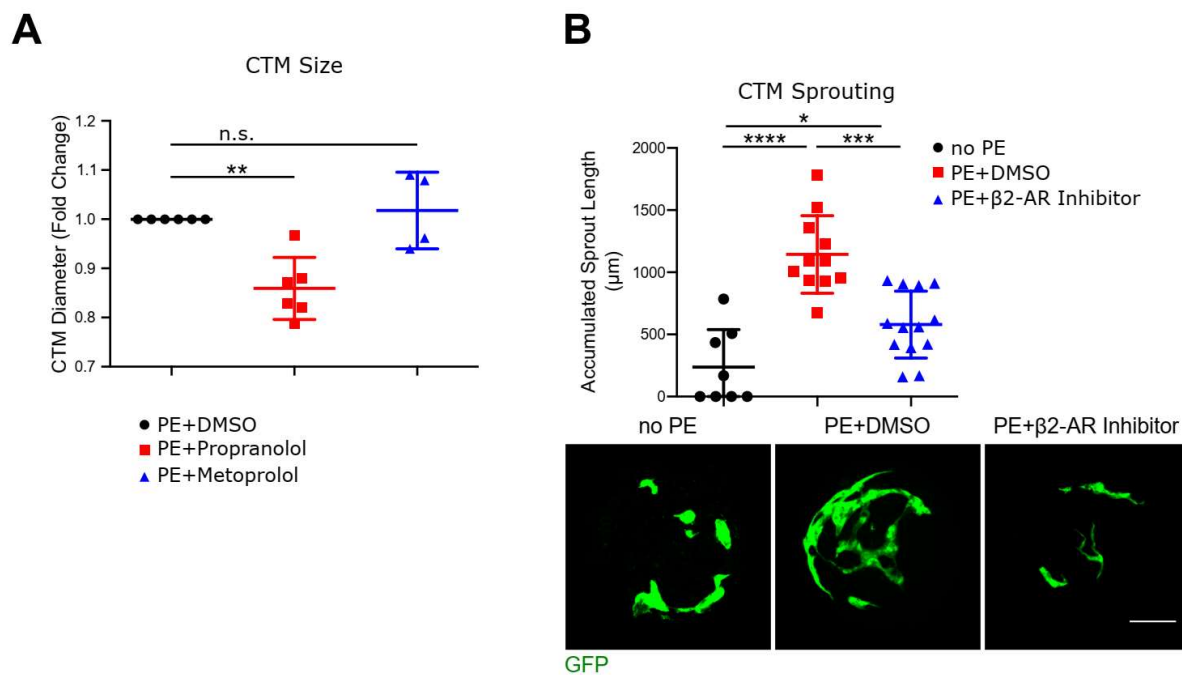 A
CTM Size
CTM Diameter (Fold Change)
1.2
1.1
1.0
0.9
0.8
0.7
n.s.
**
PE+DMSO
PE+Propranolol
PE+Metoprolol
B
CTM Sprouting
Accumulated Sprout Length
(μm)
2000
1500
1000
500
0
*
**** ***
no PE
PE+DMSO
PE+β2-AR Inhibitor
no PE PE+DMSO PE+β2-AR Inhibitor
GFP